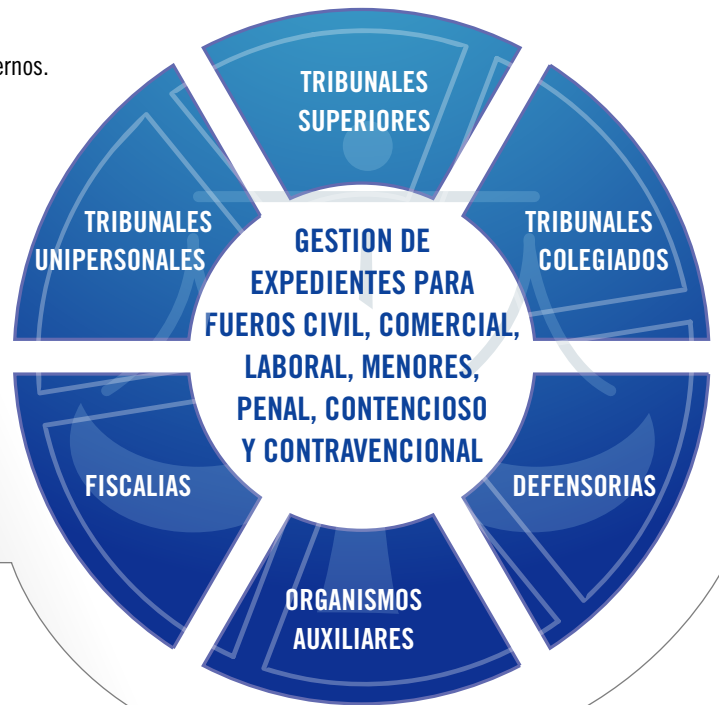 TRIBUNALES
SUPERIORES
TRIBUNALES
UNIPERSONALES
TRIBUNALES
COLEGIADOS
GESTION DE
EXPEDIENTES PARA
FUEROS CIVIL, COMERCIAL,
LABORAL, MENORES,
PENAL, CONTENCIOSO
Y CONTRAVENCIONAL
FISCALIAS
DEFENSORIAS
ORGANISMOS
AUXILIARES